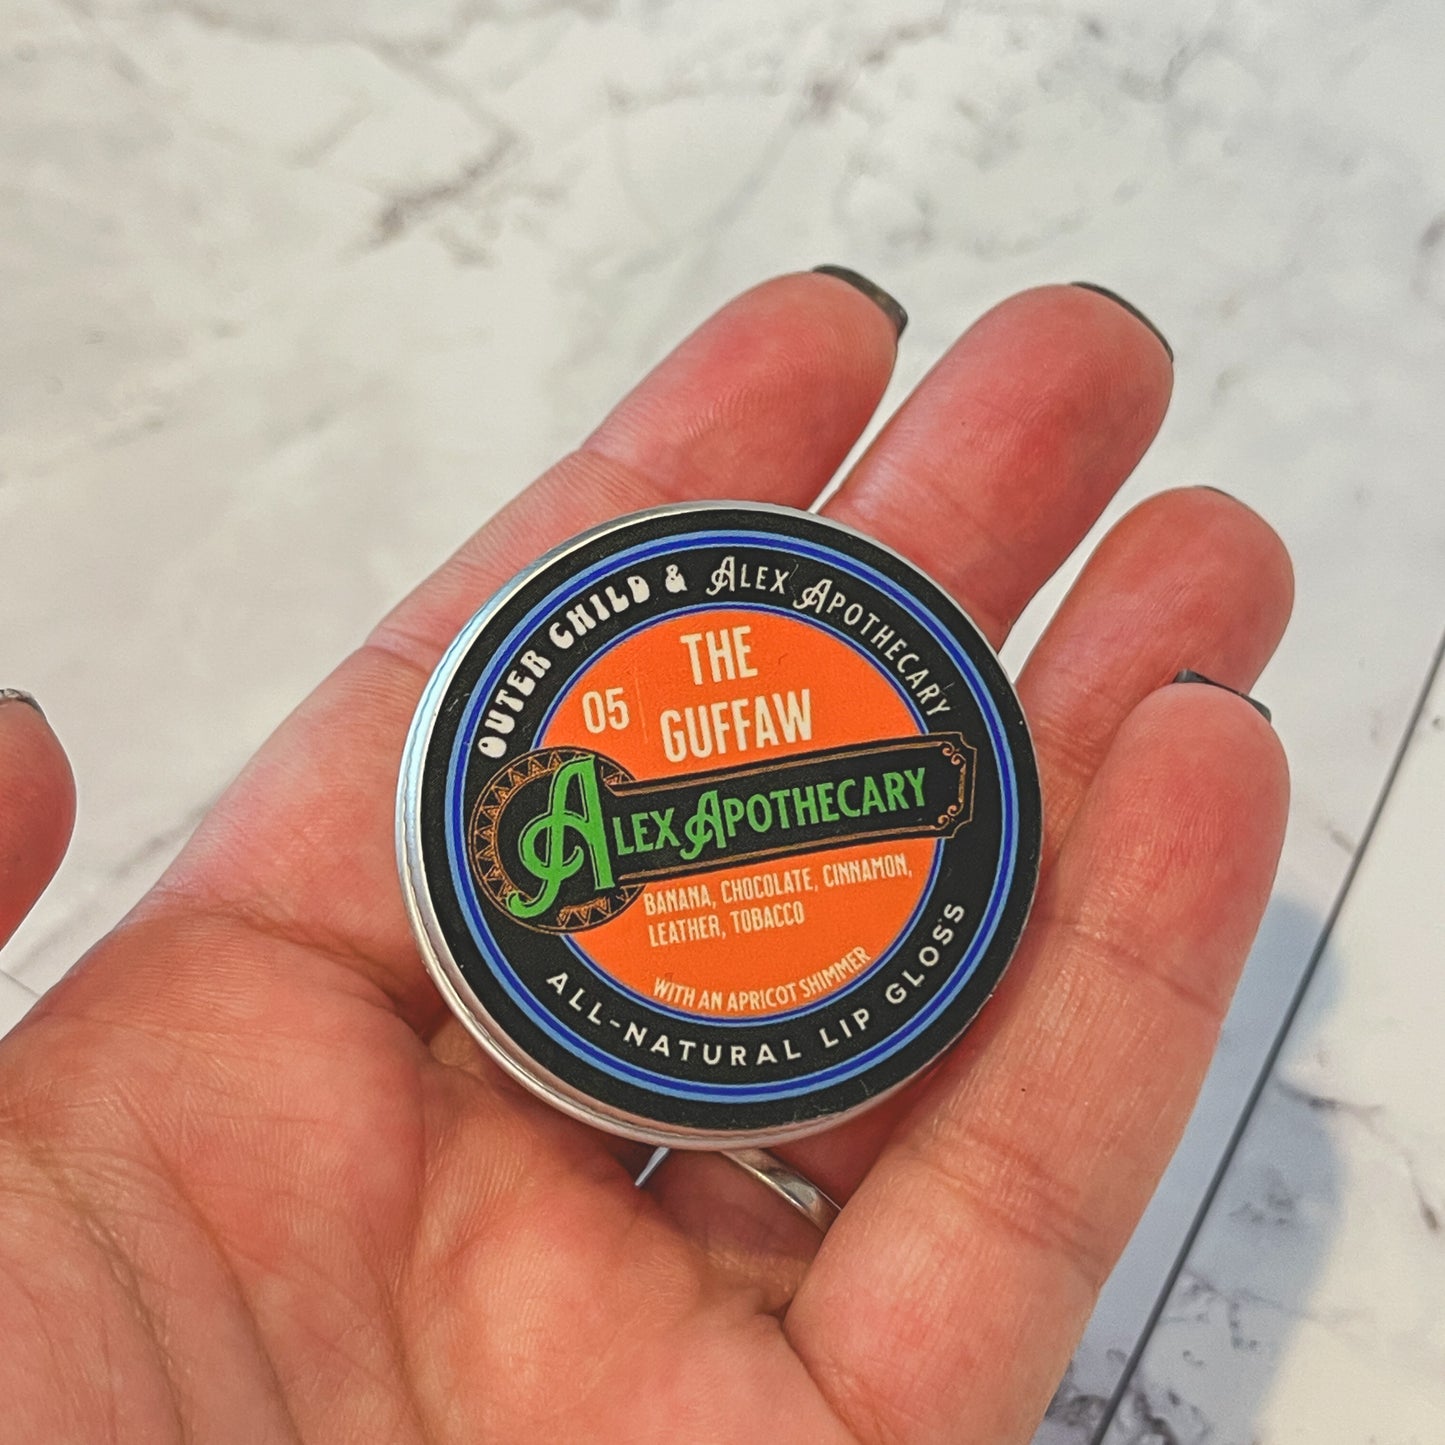 OUTER CHILD & ALEX APOTHECARY
05
THE
GUFFAW
ALEX APOTHECARY
BANANA, CHOCOLATE, CINNAMON,
LEATHER, TOBACCO
WITH AN APRICOT SHIMMER
ALL-NATURAL LIP GLOSS